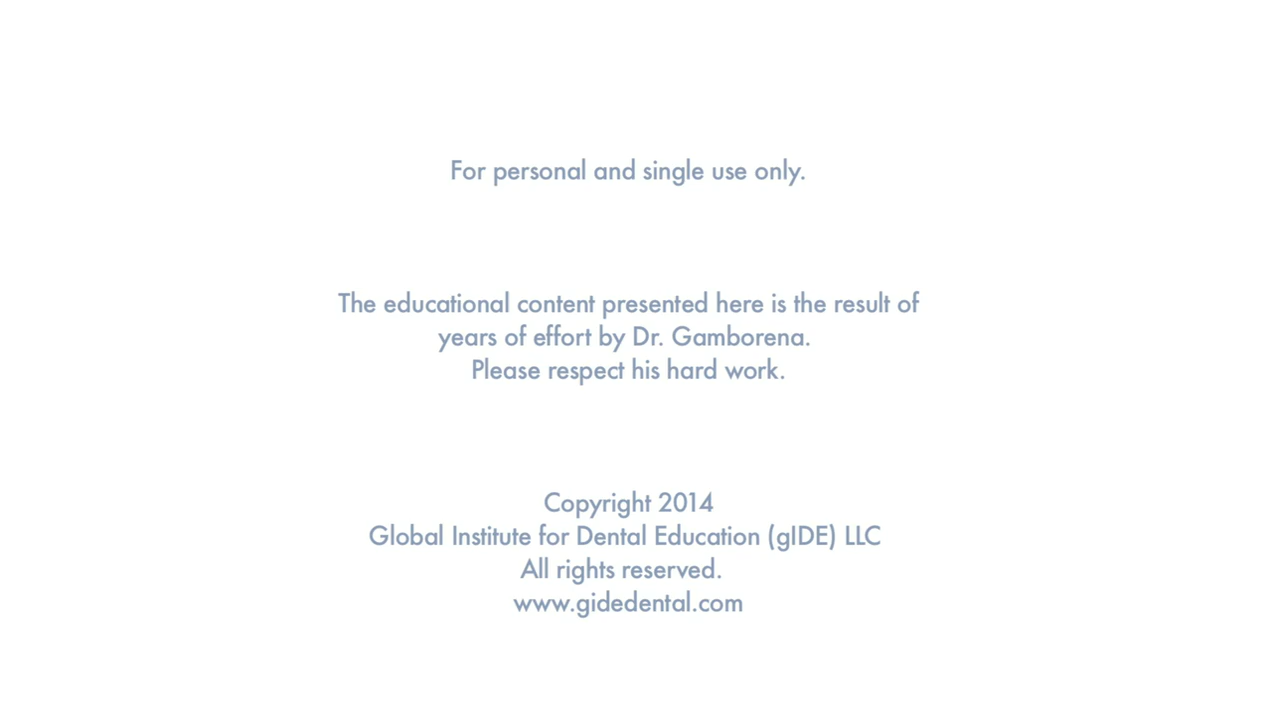 For personal and single use only.
The educational content presented here is the result of
years of effort by Dr. Gamborena.
Please respect his hard work.
Copyright 2014
Global Institute for Dental Education (gIDE) LLC
All rights reserved.
www.gidedental.com